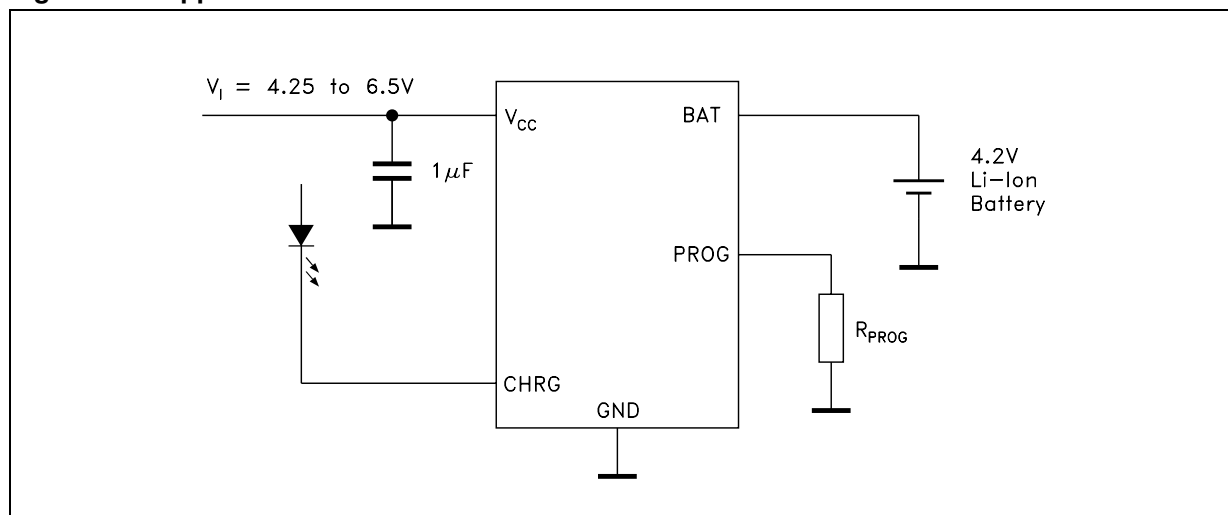 V_I = 4.25 to 6.5V
V_CC
BAT
1μF
4.2V
Li-Ion
Battery
PROG
R_PROG
CHRG
GND